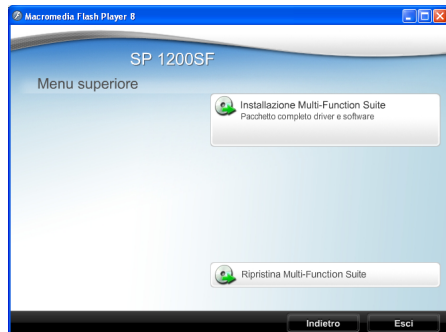 Macromedia Flash Player 8
SP 1200SF
Menu superiore
Installazione Multi-Function Suite
Pacchetto completo driver e software
Ripristina Multi-Function Suite
Indietro
Esci